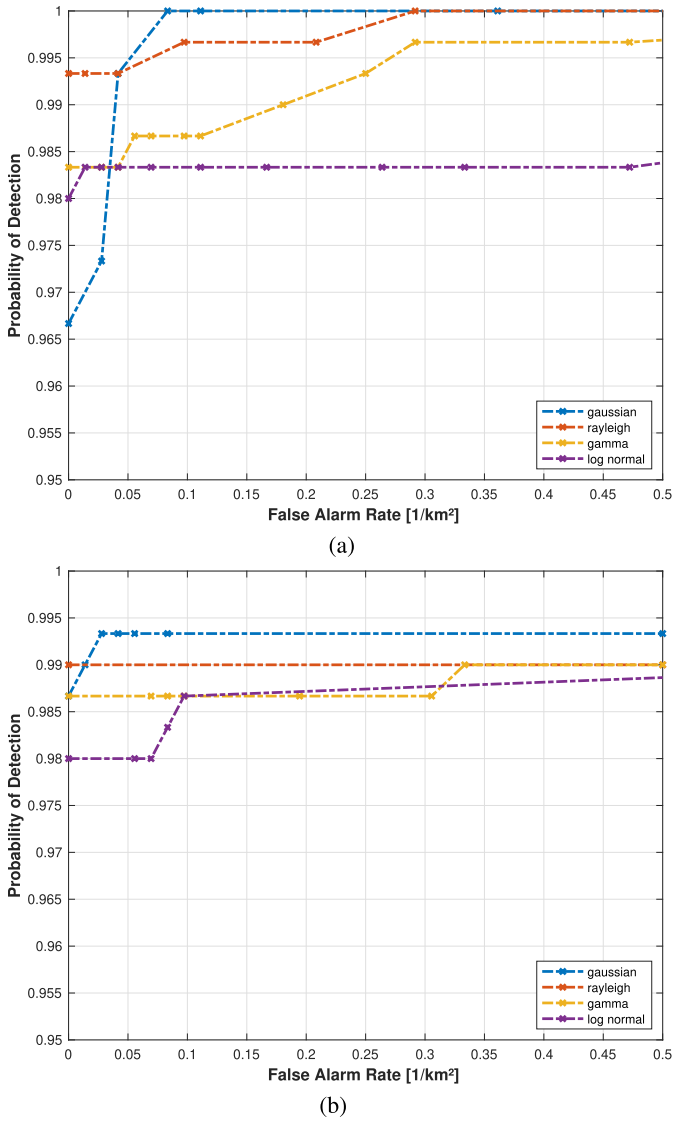 1
0.995
0.99
0.985
0.98
0.975
0.97
0.965
0.96
0.955
0.95
Probability of Detection
gaussian
rayleigh
gamma
log normal
0 0.05 0.1 0.15 0.2 0.25 0.3 0.35 0.4 0.45 0.5
False Alarm Rate [1/km²]
(a)
1
0.995
0.99
0.985
0.98
0.975
0.97
0.965
0.96
0.955
0.95
Probability of Detection
gaussian
rayleigh
gamma
log normal
0 0.05 0.1 0.15 0.2 0.25 0.3 0.35 0.4 0.45 0.5
False Alarm Rate [1/km²]
(b)